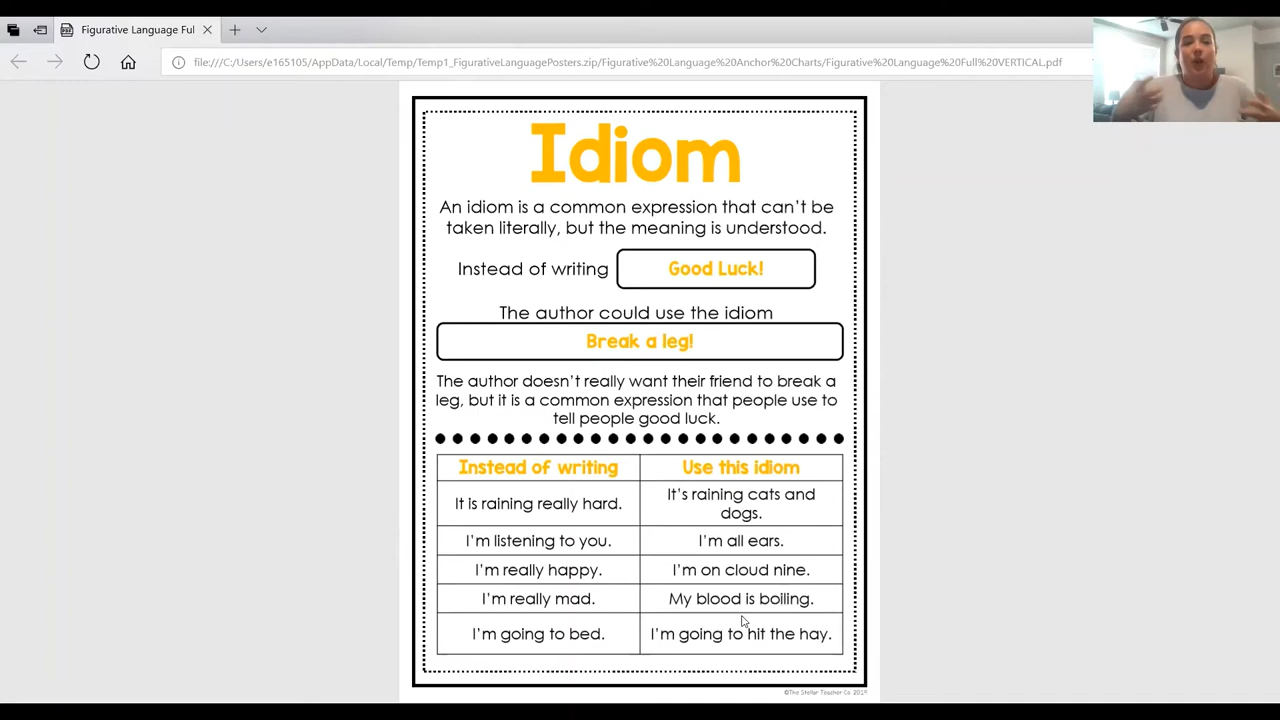 Figurative Language Ful
file:///C:/Users/e165105/AppData/Local/Temp/Temp1_FigurativeLanguagePosters.zip/Figurative%20Language%20Anchor%20Charts/Figurative%20Language%20Full%20VERTICAL.pdf
Idiom
An idiom is a common expression that can't be
taken literally, but the meaning is understood.
Instead of writing Good Luck!
The author could use the idiom
Break a leg!
The author doesn't really want their friend to break a
leg, but it is a common expression that people use to
tell people good luck.
Instead of writing Use this idiom
It is raining really hard. It's raining cats and
dogs.
I'm listening to you. I'm all ears.
I'm really happy. I'm on cloud nine.
I'm really mad. My blood is boiling.
I'm going to bed. I'm going to hit the hay.
©The Stellar Teacher Co 2019